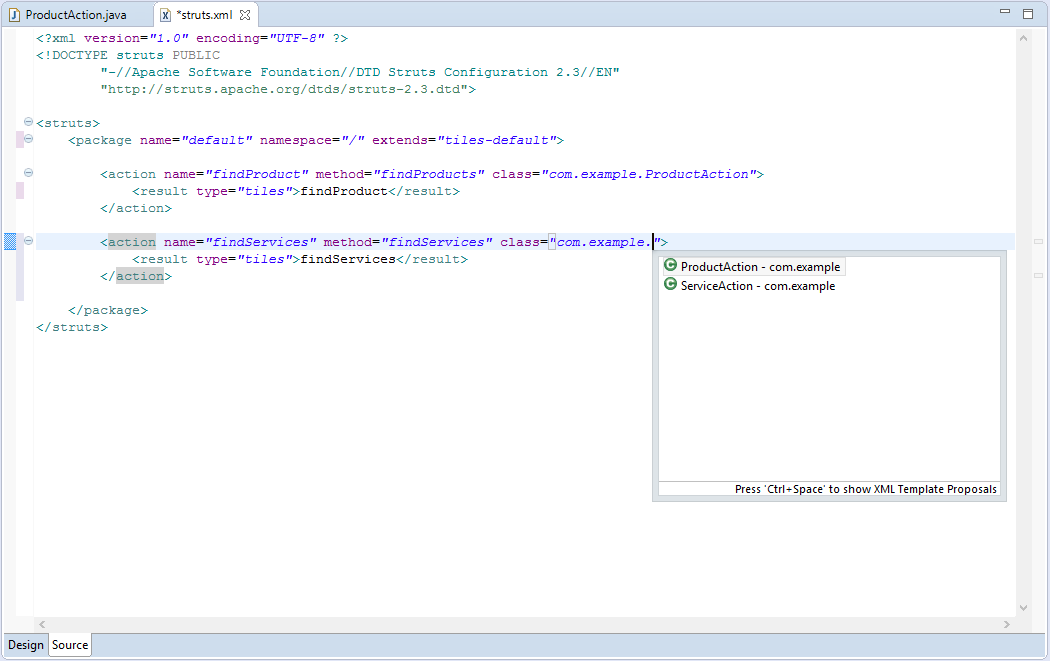 ProductAction.java
*struts.xml
<?xml version="1.0" encoding="UTF-8" ?>
<!DOCTYPE struts PUBLIC
"-//Apache Software Foundation//DTD Struts Configuration 2.3//EN"
"http://struts.apache.org/dtds/struts-2.3.dtd">
<struts>
<package name="default" namespace="/" extends="tiles-default">
<action name="findProduct" method="findProducts" class="com.example.ProductAction">
<result type="tiles">findProduct</result>
</action>
<action name="findServices" method="findServices" class="com.example.">
<result type="tiles">findServices</result>
</action>
</package>
</struts>
ProductAction - com.example
ServiceAction - com.example
Press 'Ctrl+Space' to show XML Template Proposals
Design
Source